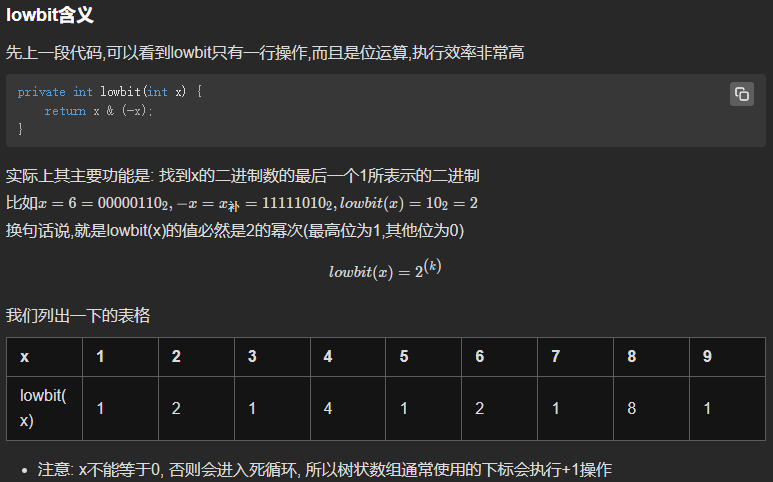 lowbit含义
先上一段代码,可以看到lowbit只有一行操作,而且是位运算,执行效率非常高
private int lowbit(int x) {
    return x & (-x);
}
实际上其主要功能是: 找到x的二进制数的最后一个1所表示的二进制
比如x = 6 = 00000110₂, −x = x补 = 11111010₂, lowbit(x) = 10₂ = 2
换句话说,就是lowbit(x)的值必然是2的幂次(最高位为1,其他位为0)
lowbit(x) = 2^(k)
我们列出一下的表格
x 1 2 3 4 5 6 7 8 9
lowbit(
x) 1 2 1 4 1 2 1 8 1
• 注意: x不能等于0, 否则会进入死循环, 所以树状数组通常使用的下标会执行+1操作